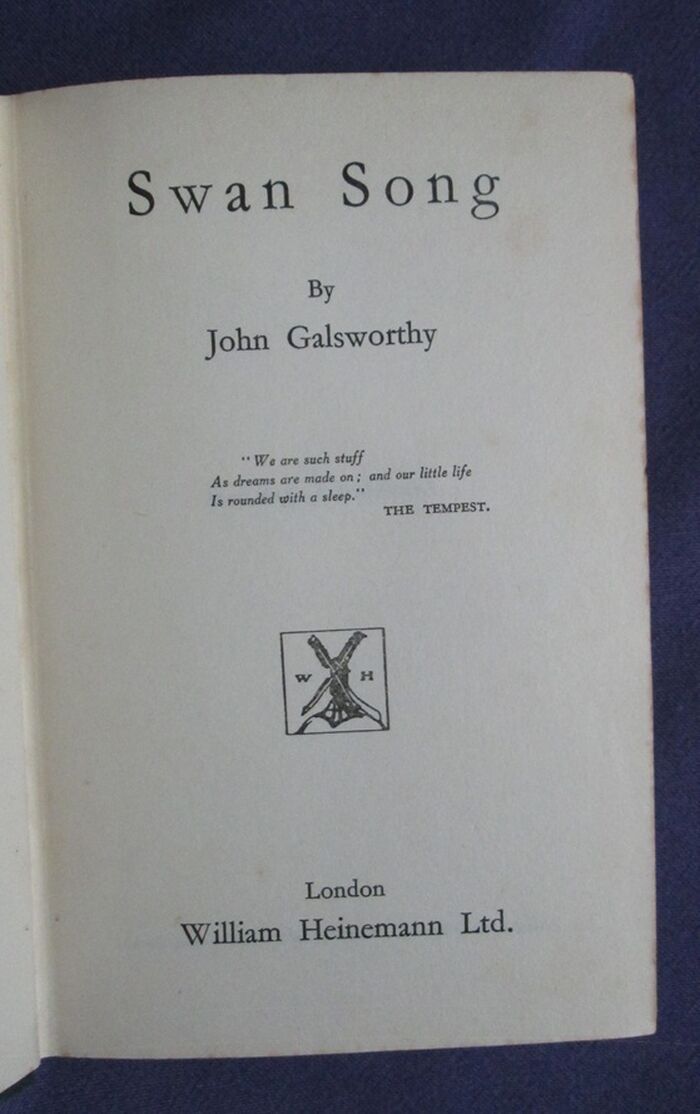 Swan Song
By
John Galsworthy
"We are such stuff
As dreams are made on; and our little life
Is rounded with a sleep."
THE TEMPEST.
W H
London
William Heinemann Ltd.